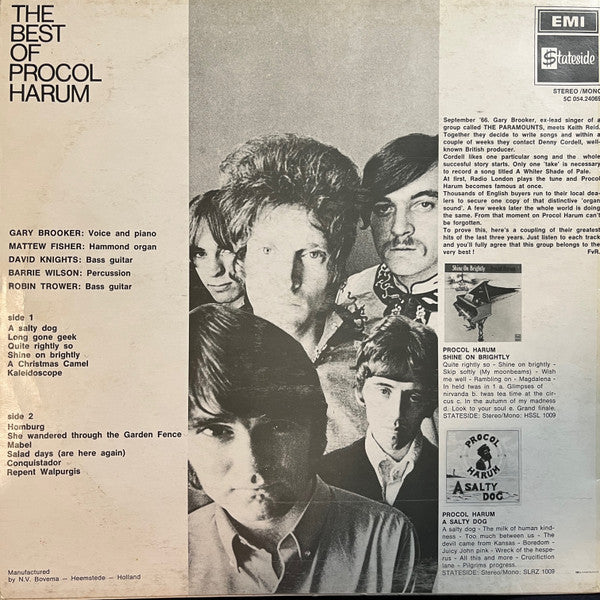 THE
BEST
OF
PROCOL
HARUM
GARY BROOKER: Voice and piano
MATTEW FISHER: Hammond organ
DAVID KNIGHTS: Bass guitar
BARRIE WILSON: Percussion
ROBIN TROWER: Bass guitar
side 1
A salty dog
Long gone geek
Quite rightly so
Shine on brightly
A Christmas Camel
Kaleidoscope
side 2
Homburg
She wandered through the Garden Fence
Mabel
Salad days (are here again)
Conquistador
Repent Walpurgis
Manufactured
by N.V. Bovema — Heemstede — Holland
EMI
Stateside
STEREO/MONO
5C 054.24069
September '66. Gary Brooker, ex-lead singer of a
group called THE PARAMOUNTS, meets Keith Reid.
Together they decide to write songs and within a
couple of weeks they contact Denny Cordell, well-
known British producer.
Cordell likes one particular song and the whole
succesful story starts. Only one 'take' is necessary
to record a song titled A Whiter Shade of Pale.
At first, Radio London plays the tune and Procol
Harum becomes famous at once.
Thousands of English buyers run to their local dea-
lers to secure one copy of that distinctive 'organ
sound'. A few weeks later the whole world is doing
the same. From that moment on Procol Harum can't
be forgotten.
To prove this, here's a coupling of their greatest
hits of the last three years. Just listen to each track
and you'll fully agree that this group belongs to the
very best! FvR.
Shine On Brightly
PROCOL HARUM
SHINE ON BRIGHTLY
Quite rightly so - Shine on brightly -
Skip softly (My moonbeams) - Wish
me well - Rambling on - Magdalena -
In held twas in 1 a. Glimpses of
nirvanda b. twas tea time at the cir-
cus c. In the autumn of my madness
d. Look to your soul e. Grand finale.
STATESIDE: Stereo/Mono: HSSL 1009
PROCOL
HARUM
A SALTY
DOG
PROCOL HARUM
A SALTY DOG
A salty dog - The milk of human kind-
ness - Too much between us - The
devil came from Kansas - Boredom -
Juicy John pink - Wreck of the hespe-
rus - All this and more - Crucifiction
lane - Pilgrims progress.
STATESIDE: Stereo/Mono: SLRZ 1009